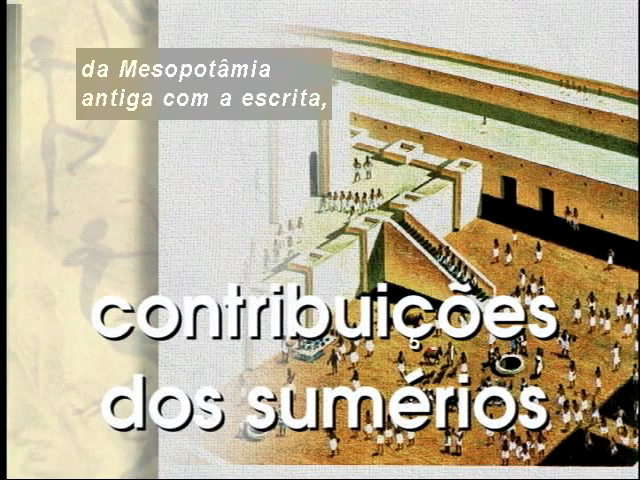 da Mesopotâmia
antiga com a escrita,
contribuições
dos sumérios